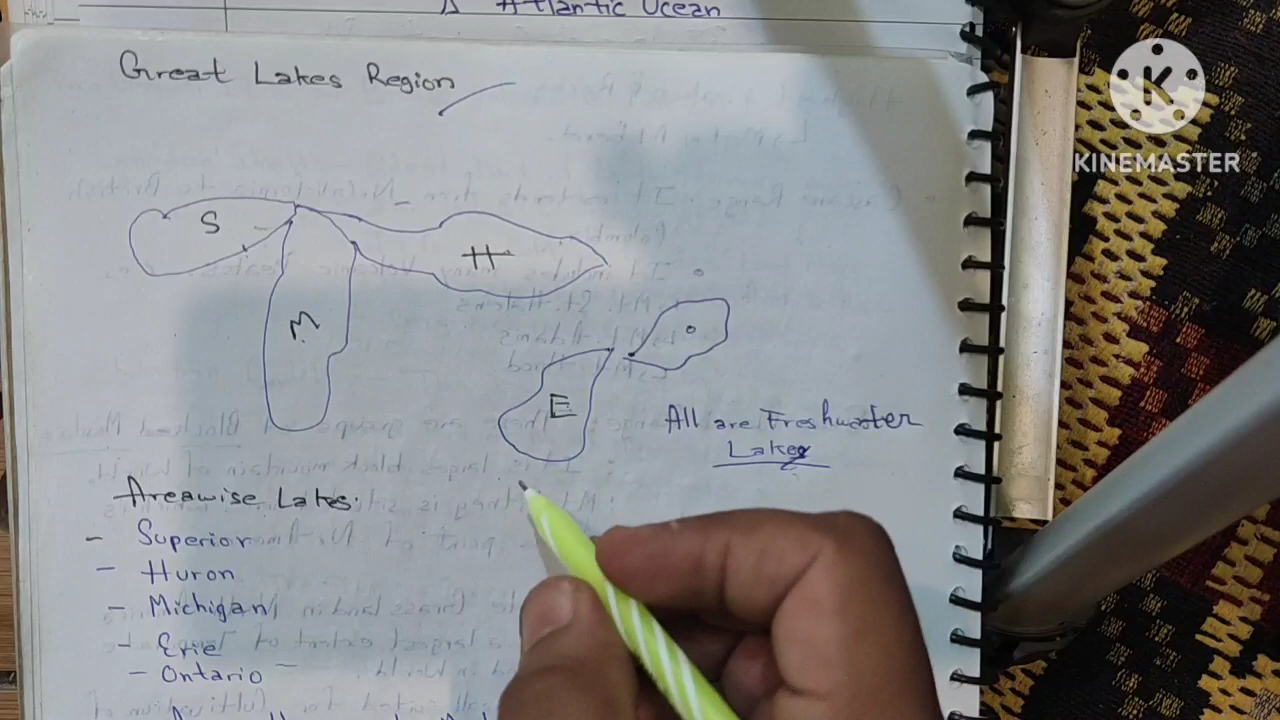 Atlantic Ocean
Great Lakes Region
K
KINEMASTER
S
H
M
O
E
All are Freshwater
Lakes
Areawise Lakes.
- Superior
- Huron
- Michigan
- Erie
- Ontario